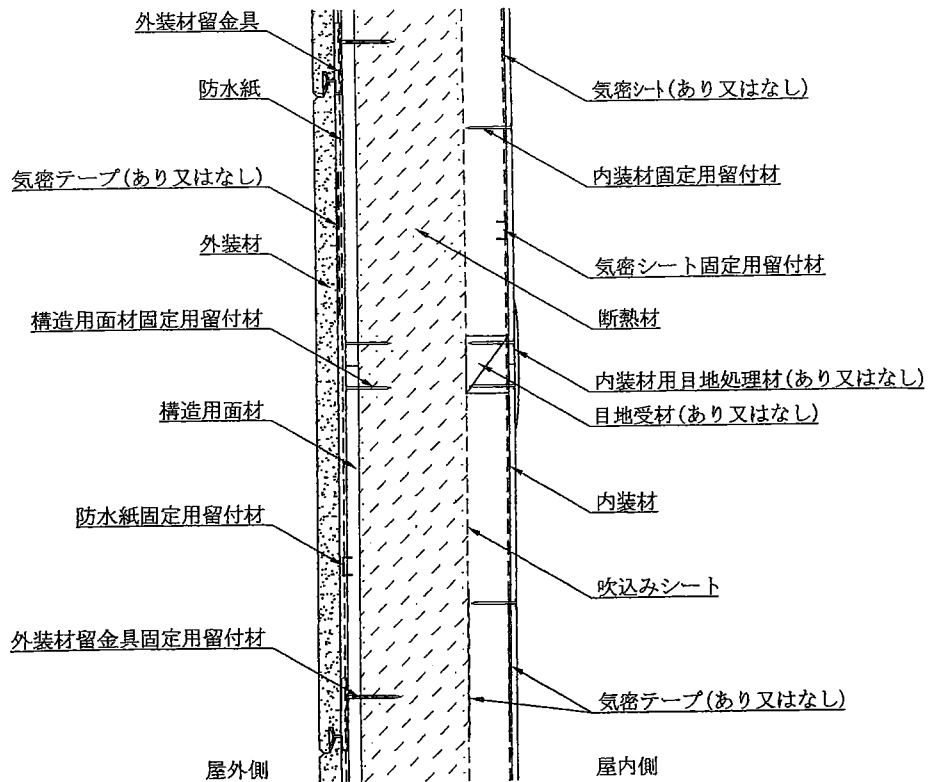 外装材留金具
防水紙
気密テープ(あり又はなし)
外装材
構造用面材固定用留付材
構造用面材
防水紙固定用留付材
外装材留金具固定用留付材
屋外側
気密シート(あり又はなし)
内装材固定用留付材
気密シート固定用留付材
断熱材
内装材用目地処理材(あり又はなし)
目地受材(あり又はなし)
内装材
吹込みシート
気密テープ(あり又はなし)
屋内側